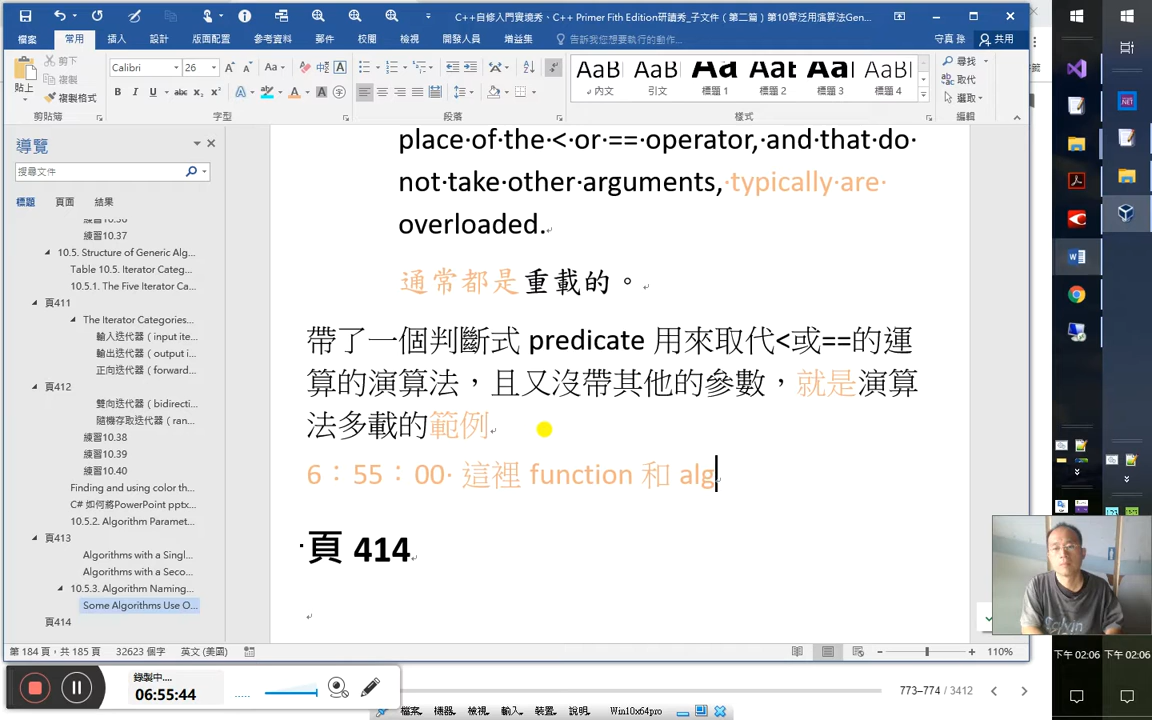 C++自修入門實境秀、C++ Primer Fith Edition研讀秀_子文件（第二篇）第10章泛用演算法Gen...
檔案 常用 插入 設計 版面配置 參考資料 郵件 校閱 檢視 開發人員 增益集 告訴我您想要執行的動作... 守真 孫 共用
貼上 剪下 複製 複製格式
Calibri 26
AaB AaB Aa Aat Aal AaB
內文 引文 標題 1 標題 2 標題 3 標題 4
尋找 取代 選取
剪貼簿 字型 段落 樣式 編輯
導覽
搜尋文件
標題 頁面 結果
練習10.36
練習10.37
10.5. Structure of Generic Alg...
Table 10.5. Iterator Categ...
10.5.1. The Five Iterator Ca...
頁411
The Iterator Categories...
輸入迭代器（input ite...
輸出迭代器（output i...
正向迭代器（forward...
頁412
雙向迭代器（bidirecti...
隨機存取迭代器（ran...
練習10.38
練習10.39
練習10.40
Finding and using color th...
C# 如何將PowerPoint pptx...
10.5.2. Algorithm Paramet...
頁413
Algorithms with a Singl...
Algorithms with a Seco...
10.5.3. Algorithm Naming...
Some Algorithms Use O...
頁414
place of the < or == operator, and that do
not take other arguments, typically are
overloaded.
通常都是重載的。
帶了一個判斷式 predicate 用來取代<或==的運
算的演算法，且又沒帶其他的參數，就是演算
法多載的範例
6：55：00 這裡 function 和 alg
頁 414
第 184 頁，共 185 頁 32623 個字 英文 (美國) 110%
錄製中...
06:55:44
773–774 / 3412
檔案 機器 檢視 輸入 裝置 說明 Win10x64pro
下午 02:06 下午 02:06